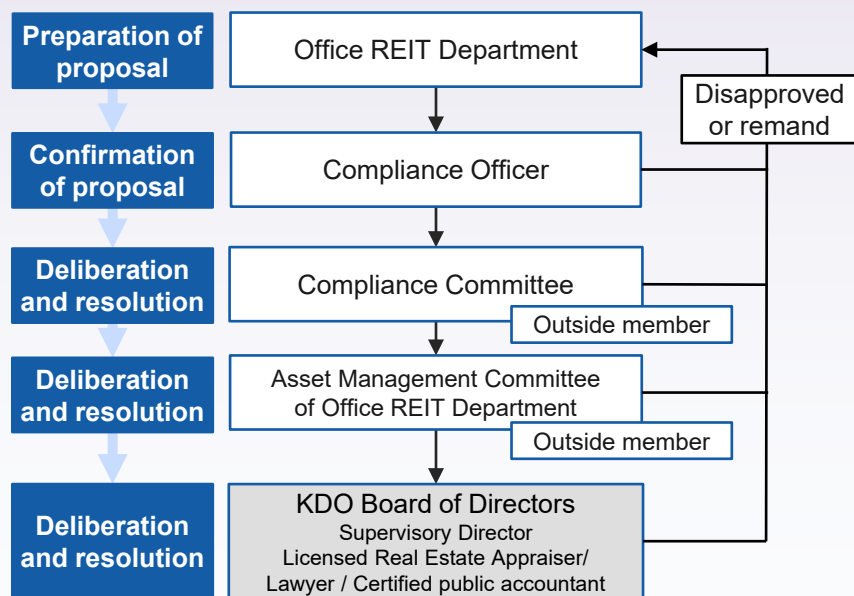 Preparation of
proposal
Office REIT Department
Disapproved
or remand
Confirmation
of proposal
Compliance Officer
Deliberation
and resolution
Compliance Committee
Outside member
Deliberation
and resolution
Asset Management Committee
of Office REIT Department
Outside member
Deliberation
and resolution
KDO Board of Directors
Supervisory Director
Licensed Real Estate Appraiser/
Lawyer / Certified public accountant